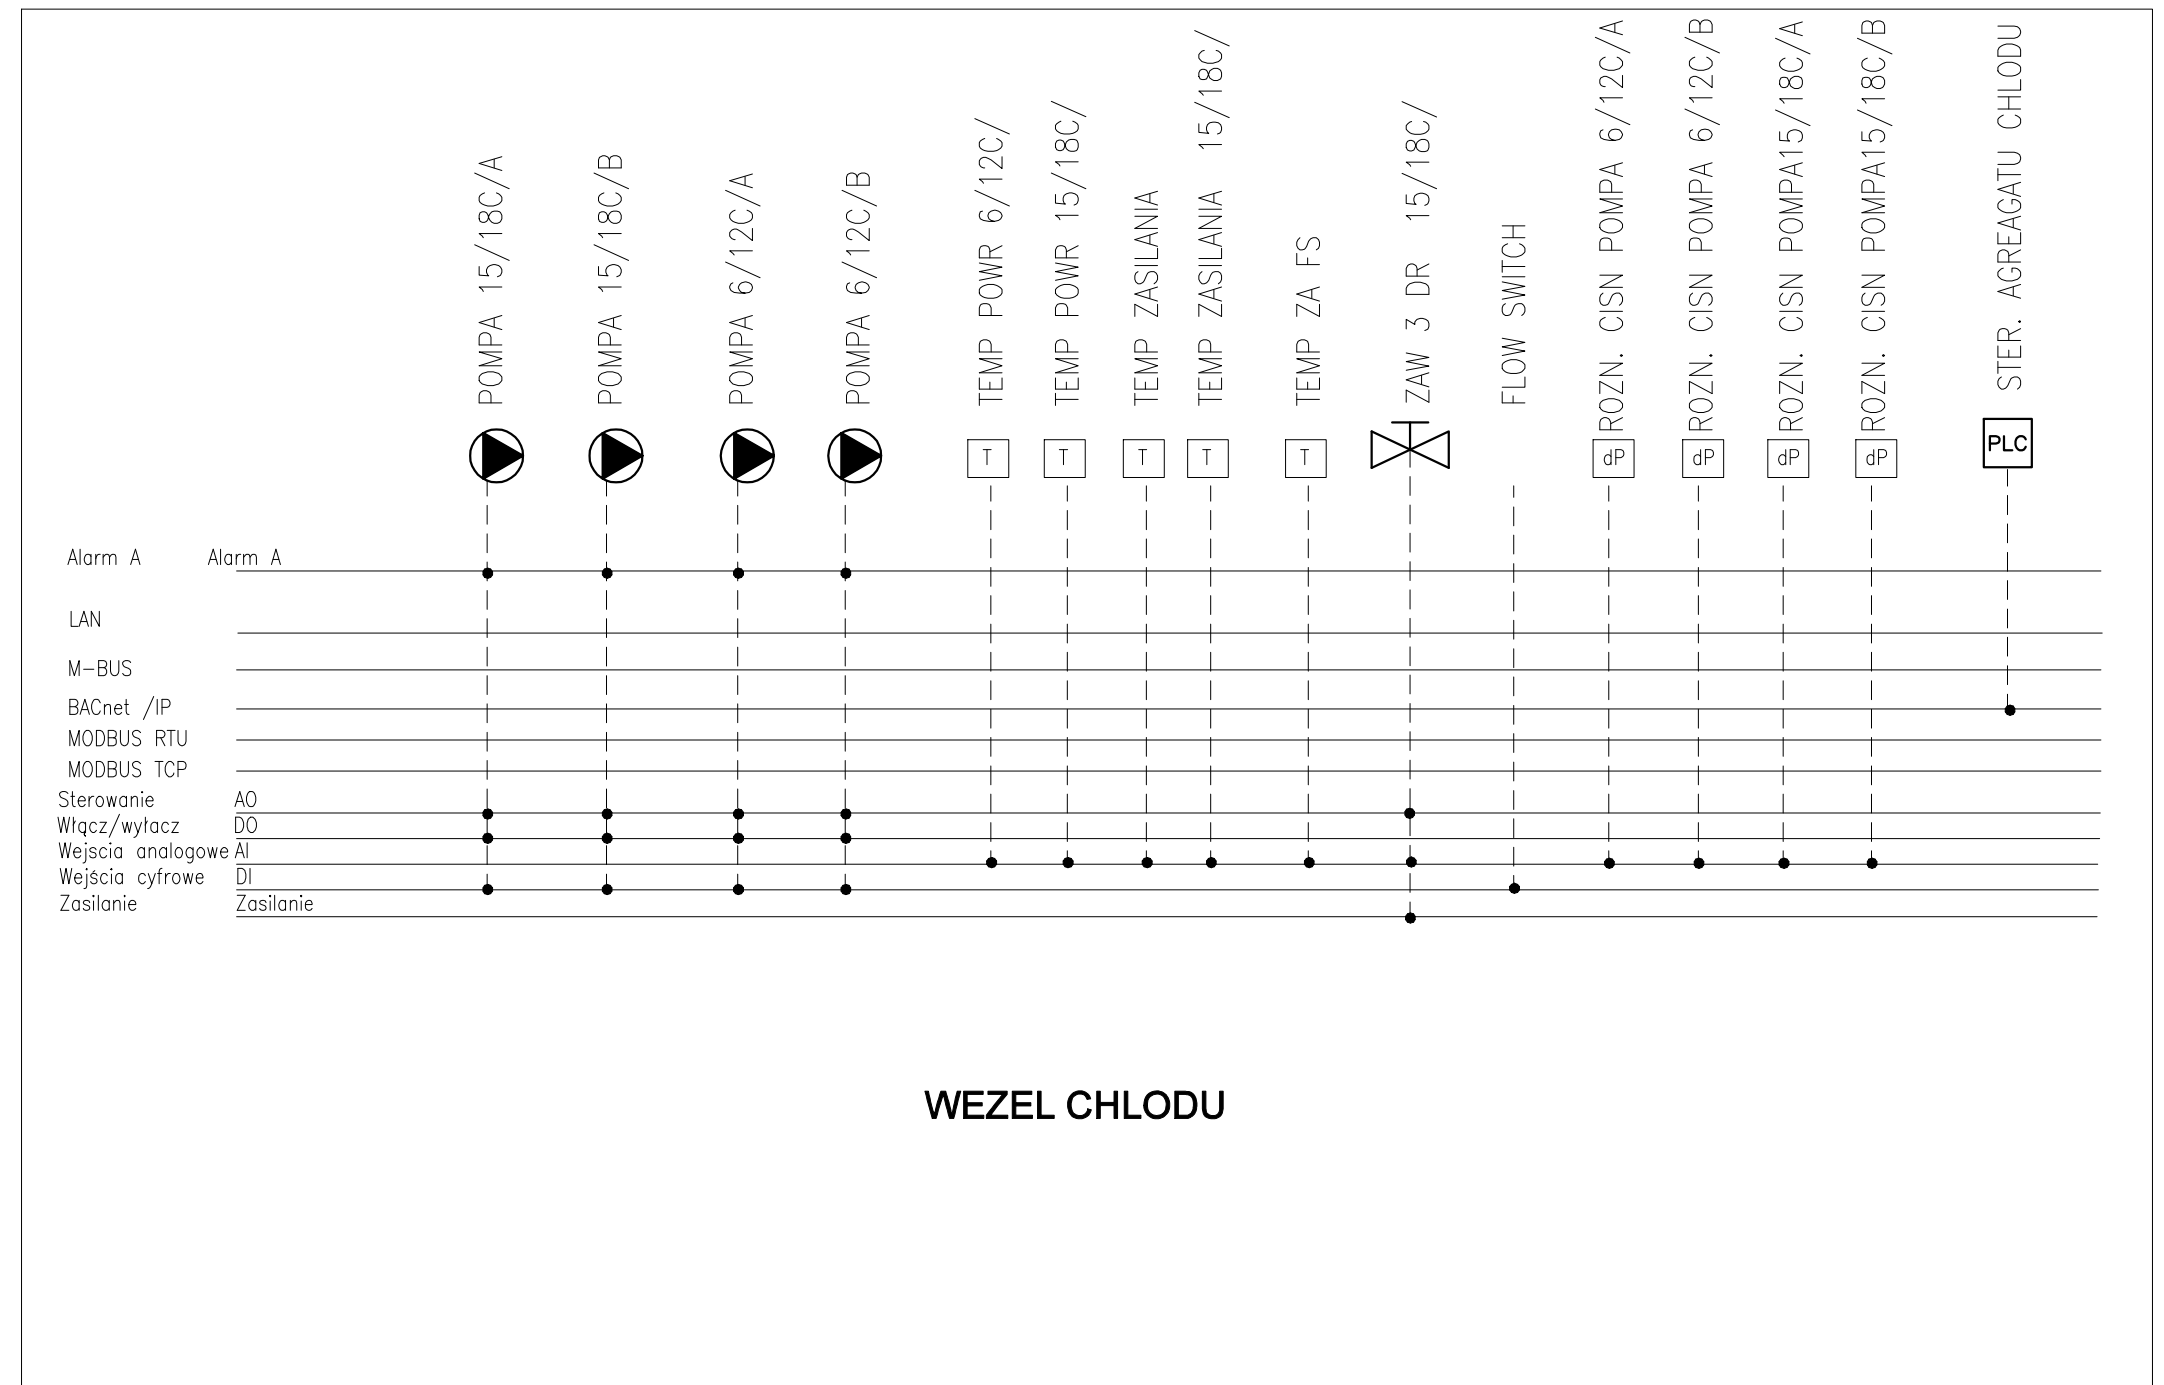 POMPA 15/18C/A
POMPA 15/18C/B
POMPA 6/12C/A
POMPA 6/12C/B
TEMP POWR 6/12C/
TEMP POWR 15/18C/
TEMP ZASILANIA
TEMP ZASILANIA 15/18C/
TEMP ZA FS
ZAW 3 DR 15/18C/
FLOW SWITCH
ROZN. CISN POMPA 6/12C/A
ROZN. CISN POMPA 6/12C/B
ROZN. CISN POMPA15/18C/A
ROZN. CISN POMPA15/18C/B
STER. AGREAGATU CHLODU
T
T
T
T
T
dP
dP
dP
dP
PLC
Alarm A Alarm A
LAN
M-BUS
BACnet /IP
MODBUS RTU
MODBUS TCP
Sterowanie AO
Włącz/wyłacz DO
Wejscia analogowe AI
Wejścia cyfrowe DI
Zasilanie Zasilanie
WEZEL CHLODU